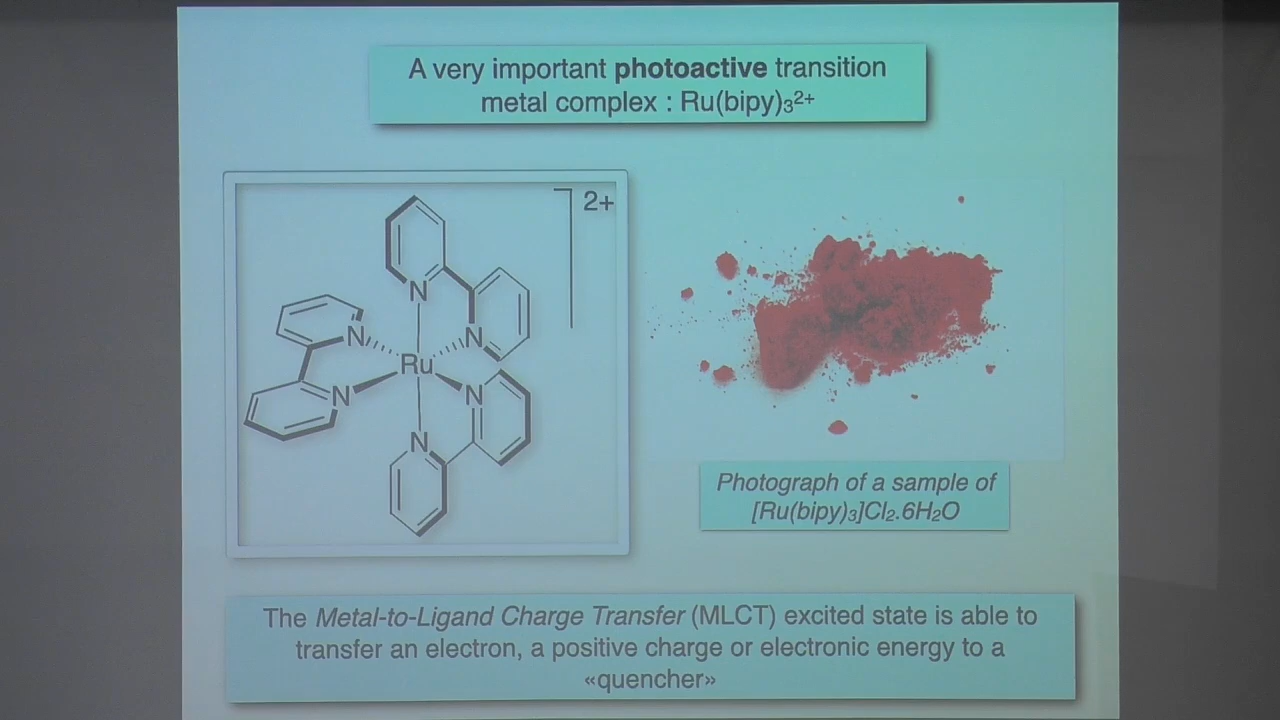 A very important photoactive transition
metal complex : Ru(bipy)₃²⁺
2+
N
N
N
Ru
N
N
N
Photograph of a sample of
[Ru(bipy)₃]Cl₂.6H₂O
The Metal-to-Ligand Charge Transfer (MLCT) excited state is able to
transfer an electron, a positive charge or electronic energy to a
«quencher»